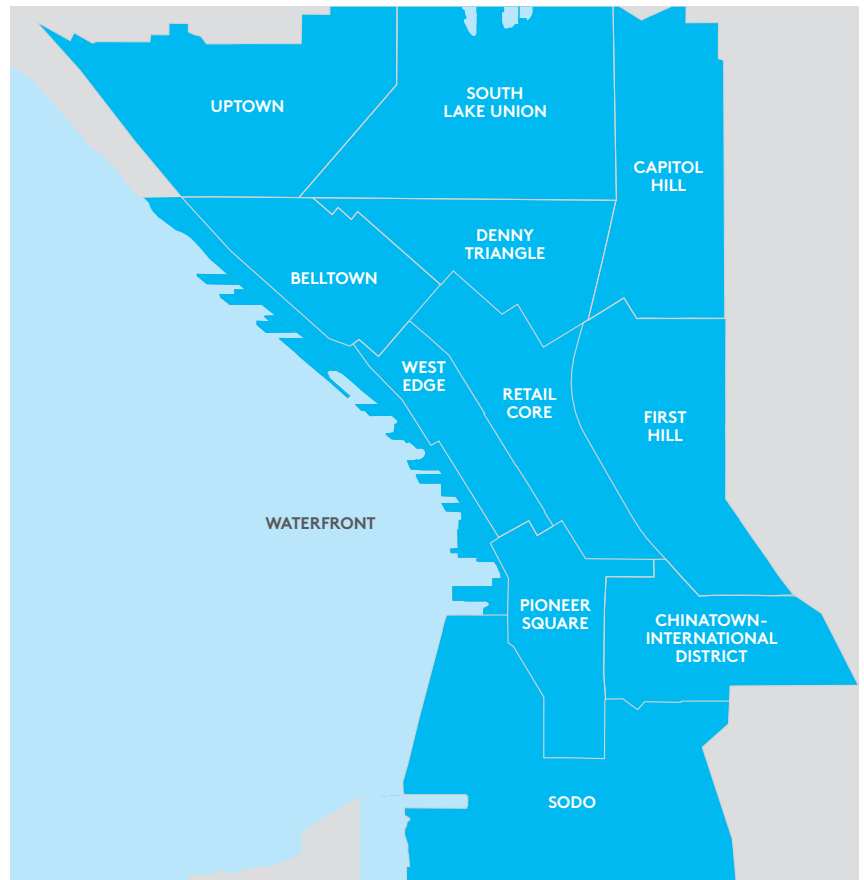 UPTOWN
SOUTH
LAKE UNION
CAPITOL
HILL
DENNY
TRIANGLE
BELLTOWN
WEST
EDGE
RETAIL
CORE
FIRST
HILL
WATERFRONT
PIONEER
SQUARE
CHINATOWN-
INTERNATIONAL
DISTRICT
SODO